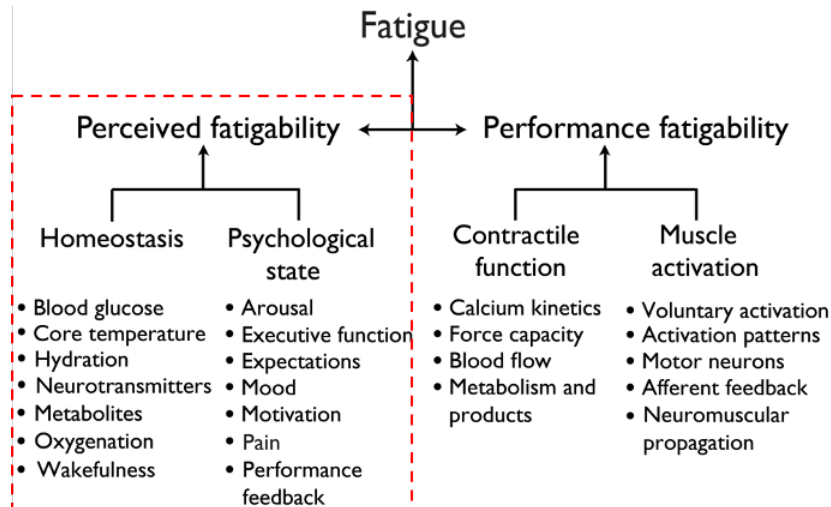 Fatigue
Perceived fatigability
Performance fatigability
Homeostasis
• Blood glucose
• Core temperature
• Hydration
• Neurotransmitters
• Metabolites
• Oxygenation
• Wakefulness
Psychological
state
• Arousal
• Executive function
• Expectations
• Mood
• Motivation
• Pain
• Performance
feedback
Contractile
function
• Calcium kinetics
• Force capacity
• Blood flow
• Metabolism and
products
Muscle
activation
• Voluntary activation
• Activation patterns
• Motor neurons
• Afferent feedback
• Neuromuscular
propagation